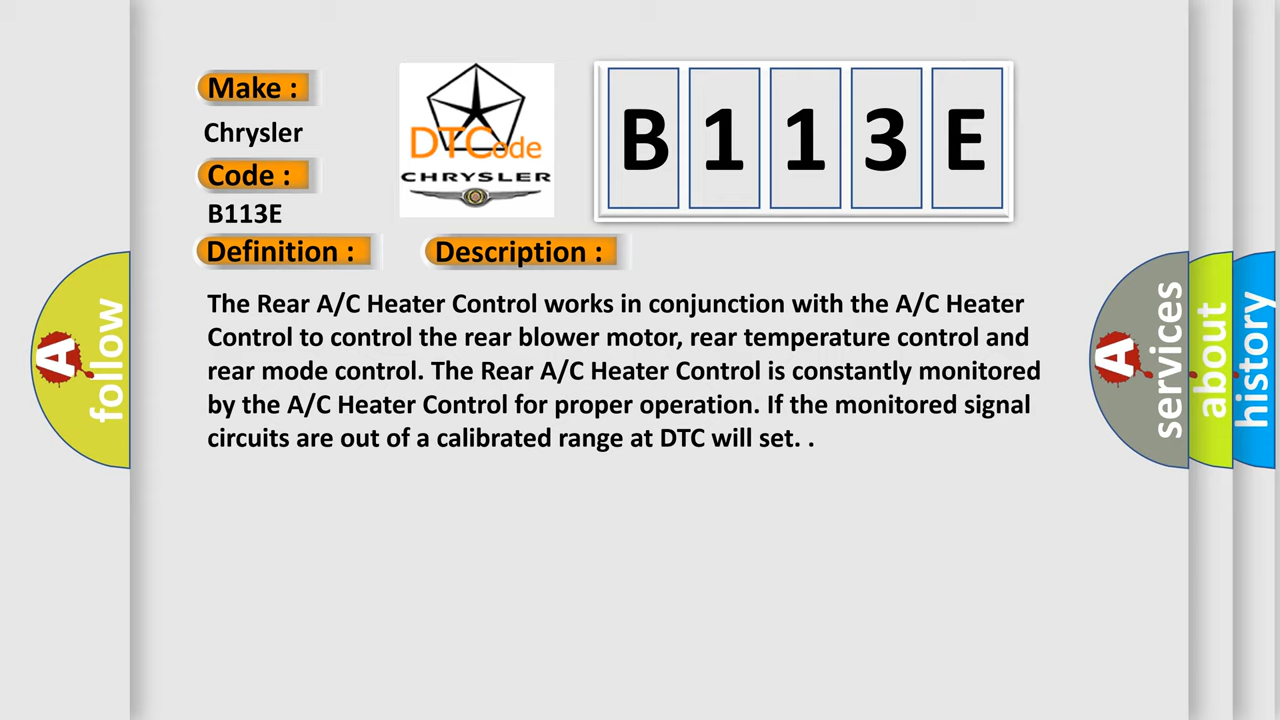 Make :
Chrysler
Code :
B113E
Definition :
Description :
DTCode
CHRYSLER
B 1 1 3 E
The Rear A/C Heater Control works in conjunction with the A/C Heater
Control to control the rear blower motor, rear temperature control and
rear mode control. The Rear A/C Heater Control is constantly monitored
by the A/C Heater Control for proper operation. If the monitored signal
circuits are out of a calibrated range at DTC will set. .
A
follow
A
services
about
history